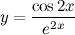 y = \frac{\cos 2x}{e^{2x}}